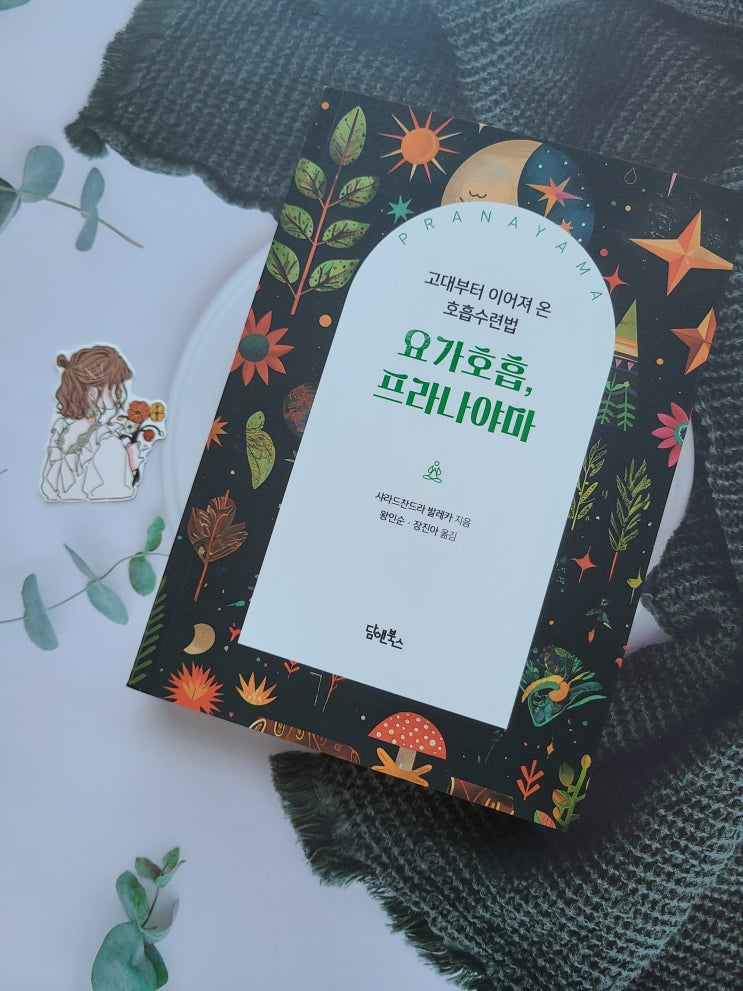 PRANAYAMA
고대부터 이어져 온
호흡수련법
요가호흡,
프라나야마
사라드찬드라 발레카 지음
왕인순 · 장진아 옮김
담앤북스